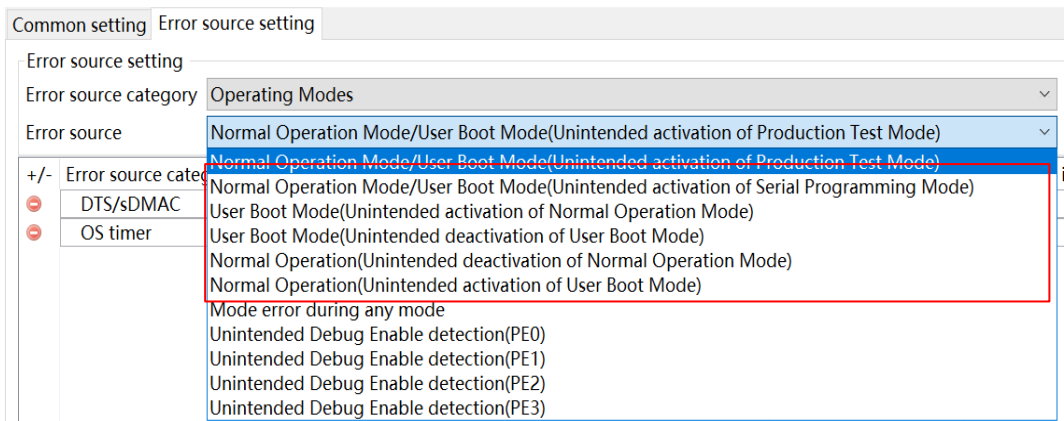 Common setting Error source setting
Error source setting
Error source category Operating Modes
Error source Normal Operation Mode/User Boot Mode(Unintended activation of Production Test Mode)
Normal Operation Mode/User Boot Mode(Unintended activation of Production Test Mode)
+/- Error source categ
Normal Operation Mode/User Boot Mode(Unintended activation of Serial Programming Mode)
DTS/sDMAC
User Boot Mode(Unintended activation of Normal Operation Mode)
OS timer
User Boot Mode(Unintended deactivation of User Boot Mode)
Normal Operation(Unintended deactivation of Normal Operation Mode)
Normal Operation(Unintended activation of User Boot Mode)
Mode error during any mode
Unintended Debug Enable detection(PE0)
Unintended Debug Enable detection(PE1)
Unintended Debug Enable detection(PE2)
Unintended Debug Enable detection(PE3)